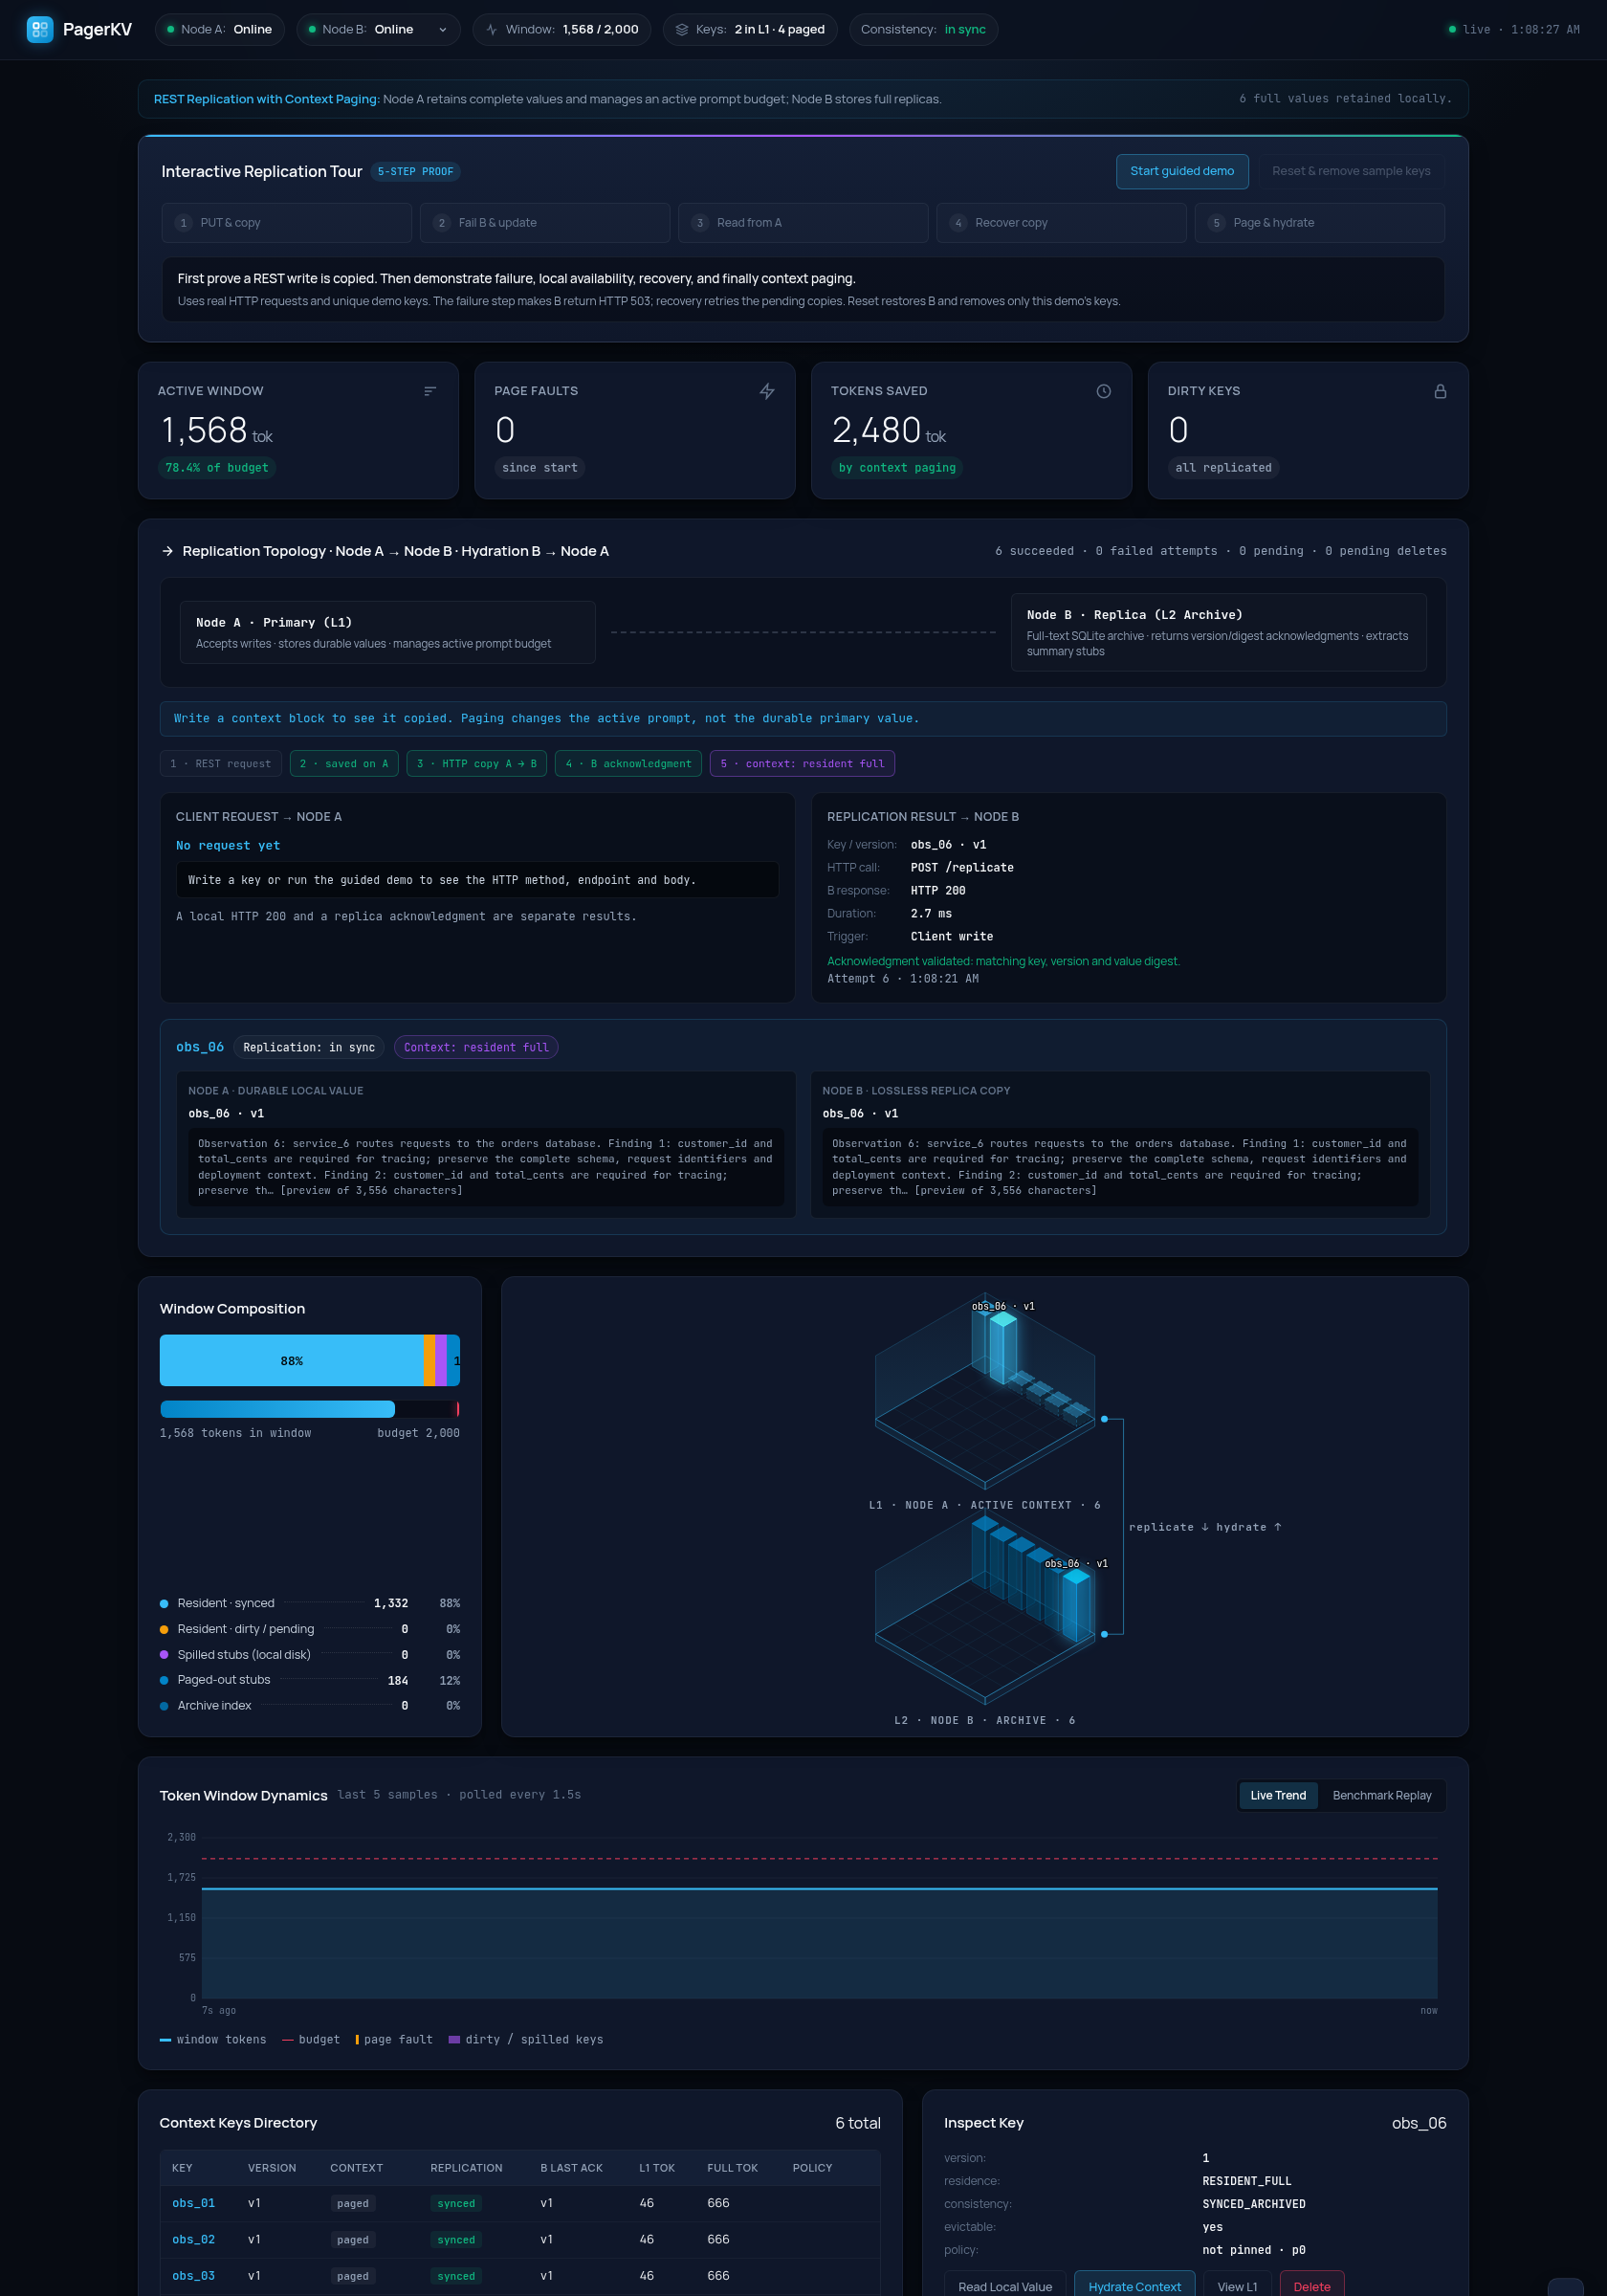 PagerKV
Node A: Online
Node B: Online
Window: 1,568 / 2,000
Keys: 2 in L1 · 4 paged
Consistency: in sync
live · 1:08:27 AM
REST Replication with Context Paging: Node A retains complete values and manages an active prompt budget; Node B stores full replicas.
6 full values retained locally.
Interactive Replication Tour
5-STEP PROOF
Start guided demo
Reset & remove sample keys
1 PUT & copy
2 Fail B & update
3 Read from A
4 Recover copy
5 Page & hydrate
First prove a REST write is copied. Then demonstrate failure, local availability, recovery, and finally context paging.
Uses real HTTP requests and unique demo keys. The failure step makes B return HTTP 503; recovery retries the pending copies. Reset restores B and removes only this demo's keys.
ACTIVE WINDOW
1,568 tok
78.4% of budget
PAGE FAULTS
0
since start
TOKENS SAVED
2,480 tok
by context paging
DIRTY KEYS
0
all replicated
Replication Topology · Node A → Node B · Hydration B → Node A
6 succeeded · 0 failed attempts · 0 pending · 0 pending deletes
Node A · Primary (L1)
Accepts writes · stores durable values · manages active prompt budget
Node B · Replica (L2 Archive)
Full-text SQLite archive · returns version/digest acknowledgments · extracts
summary stubs
Write a context block to see it copied. Paging changes the active prompt, not the durable primary value.
1 · REST request
2 · saved on A
3 · HTTP copy A → B
4 · B acknowledgment
5 · context: resident full
CLIENT REQUEST → NODE A
No request yet
Write a key or run the guided demo to see the HTTP method, endpoint and body.
A local HTTP 200 and a replica acknowledgment are separate results.
REPLICATION RESULT → NODE B
Key / version: obs_06 · v1
HTTP call: POST /replicate
B response: HTTP 200
Duration: 2.7 ms
Trigger: Client write
Acknowledgment validated: matching key, version and value digest.
Attempt 6 · 1:08:21 AM
obs_06
Replication: in sync
Context: resident full
NODE A · DURABLE LOCAL VALUE
obs_06 · v1
Observation 6: service_6 routes requests to the orders database. Finding 1: customer_id and
total_cents are required for tracing; preserve the complete schema, request identifiers and
deployment context. Finding 2: customer_id and total_cents are required for tracing;
preserve th… [preview of 3,556 characters]
NODE B · LOSSLESS REPLICA COPY
obs_06 · v1
Observation 6: service_6 routes requests to the orders database. Finding 1: customer_id and
total_cents are required for tracing; preserve the complete schema, request identifiers and
deployment context. Finding 2: customer_id and total_cents are required for tracing;
preserve th… [preview of 3,556 characters]
Window Composition
88%
1
1,568 tokens in window
budget 2,000
Resident · synced 1,332 88%
Resident · dirty / pending 0 0%
Spilled stubs (local disk) 0 0%
Paged-out stubs 184 12%
Archive index 0 0%
obs_06 · v1
L1 · NODE A · ACTIVE CONTEXT · 6
replicate ↓ hydrate ↑
obs_06 · v1
L2 · NODE B · ARCHIVE · 6
Token Window Dynamics
last 5 samples · polled every 1.5s
Live Trend
Benchmark Replay
2,300
1,725
1,150
575
0
7s ago
now
window tokens
budget
page fault
dirty / spilled keys
Context Keys Directory
6 total
KEY VERSION CONTEXT REPLICATION B LAST ACK L1 TOK FULL TOK POLICY
obs_01 v1 paged synced v1 46 666
obs_02 v1 paged synced v1 46 666
obs_03 v1 paged synced v1 46 666
Inspect Key
obs_06
version: 1
residence: RESIDENT_FULL
consistency: SYNCED_ARCHIVED
evictable: yes
policy: not pinned · p0
Read Local Value
Hydrate Context
View L1
Delete